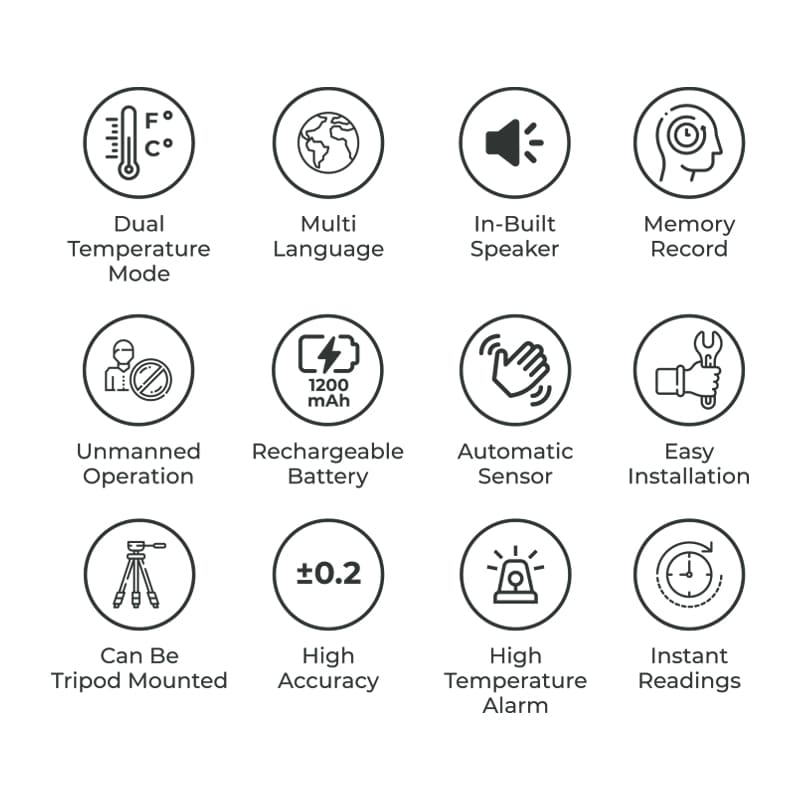 F°
C°
Dual
Temperature
Mode
Multi
Language
In-Built
Speaker
Memory
Record
Unmanned
Operation
1200
mAh
Rechargeable
Battery
Automatic
Sensor
Easy
Installation
Can Be
Tripod Mounted
±0.2
High
Accuracy
High
Temperature
Alarm
Instant
Readings